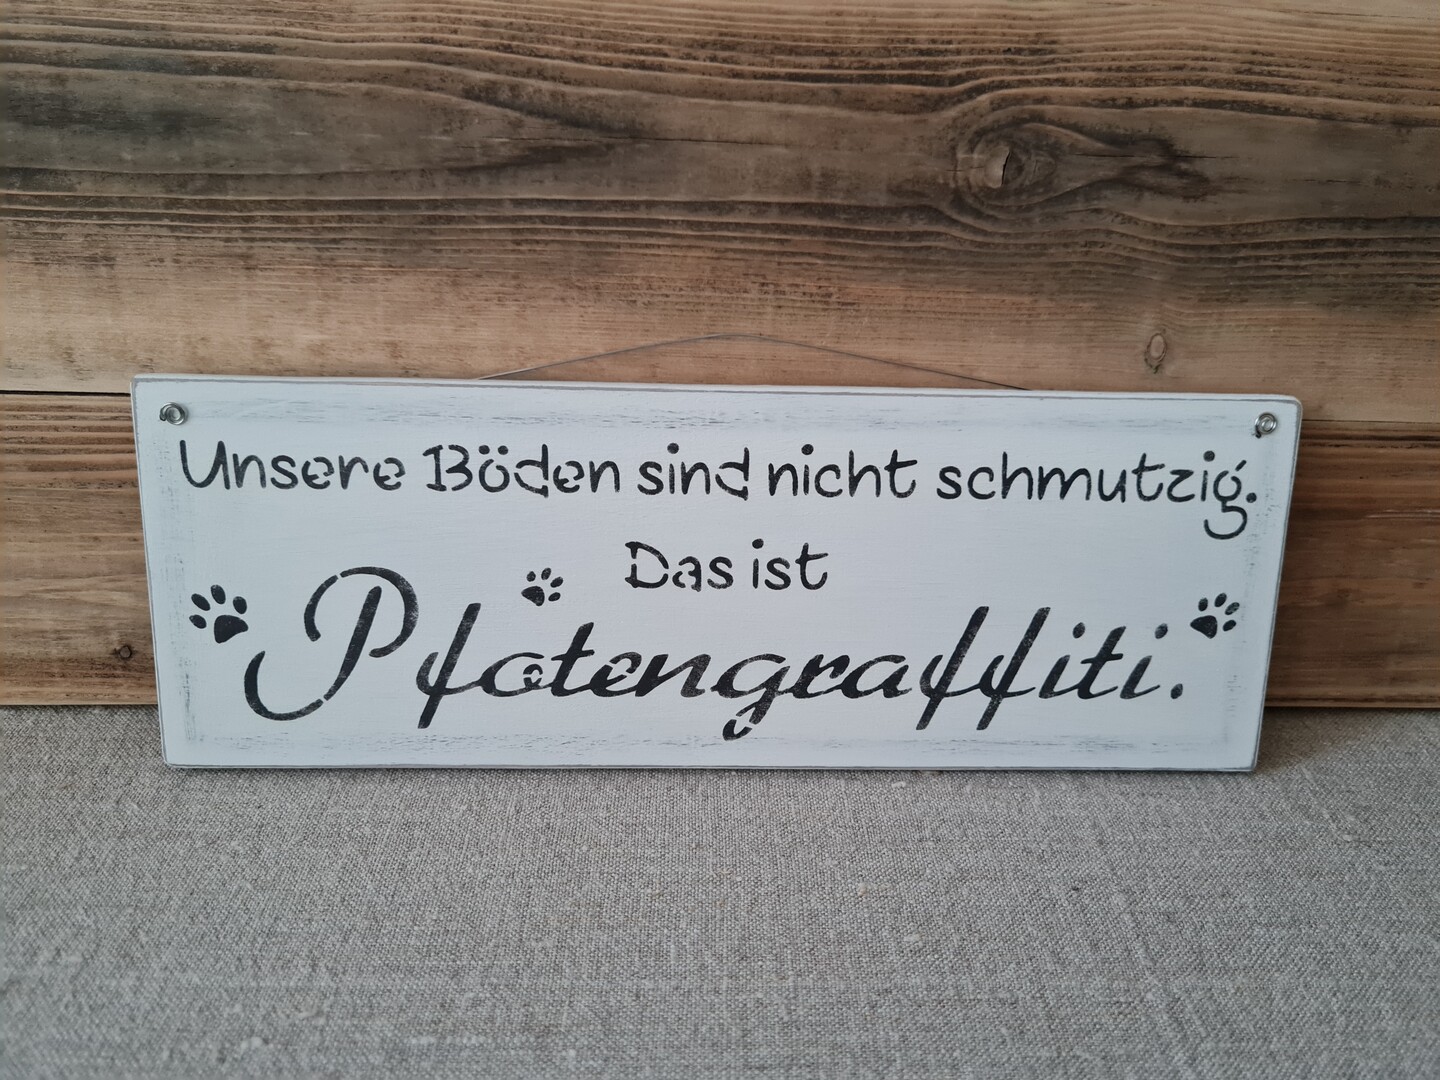 Unsere Böden sind nicht schmutzig.
Das ist
Pfotengraffiti.